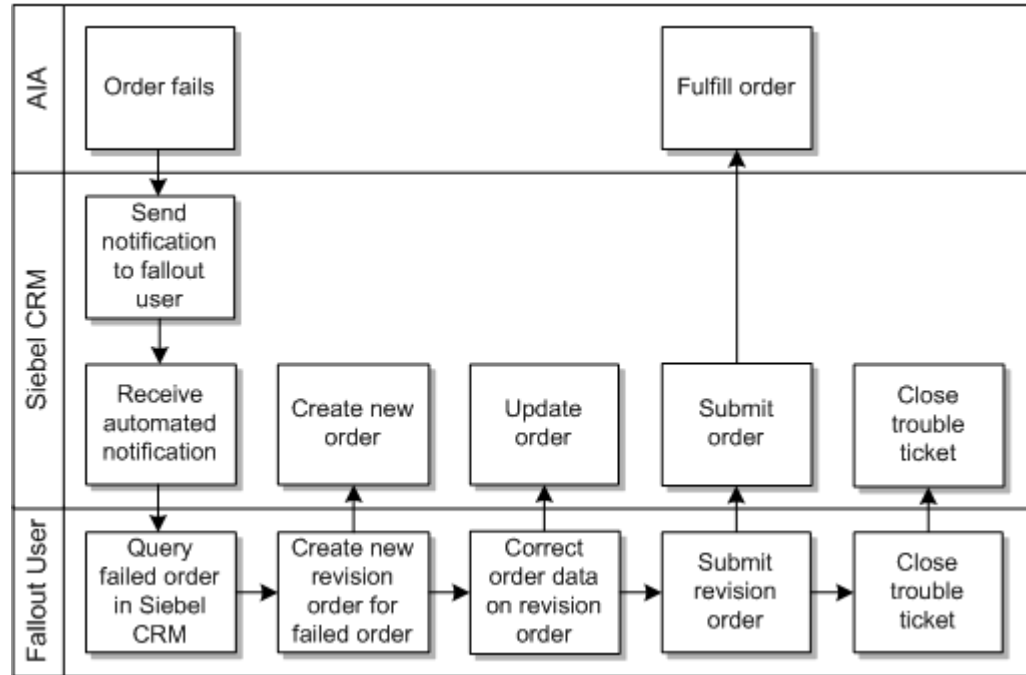 AIA
Order fails
Fulfill order
Siebel CRM
Send
notification
to fallout
user
Receive
automated
notification
Create new
order
Update
order
Submit
order
Close
trouble
ticket
Fallout User
Query
failed order
in Siebel
CRM
Create new
revision
order for
failed order
Correct
order data
on revision
order
Submit
revision
order
Close
trouble
ticket